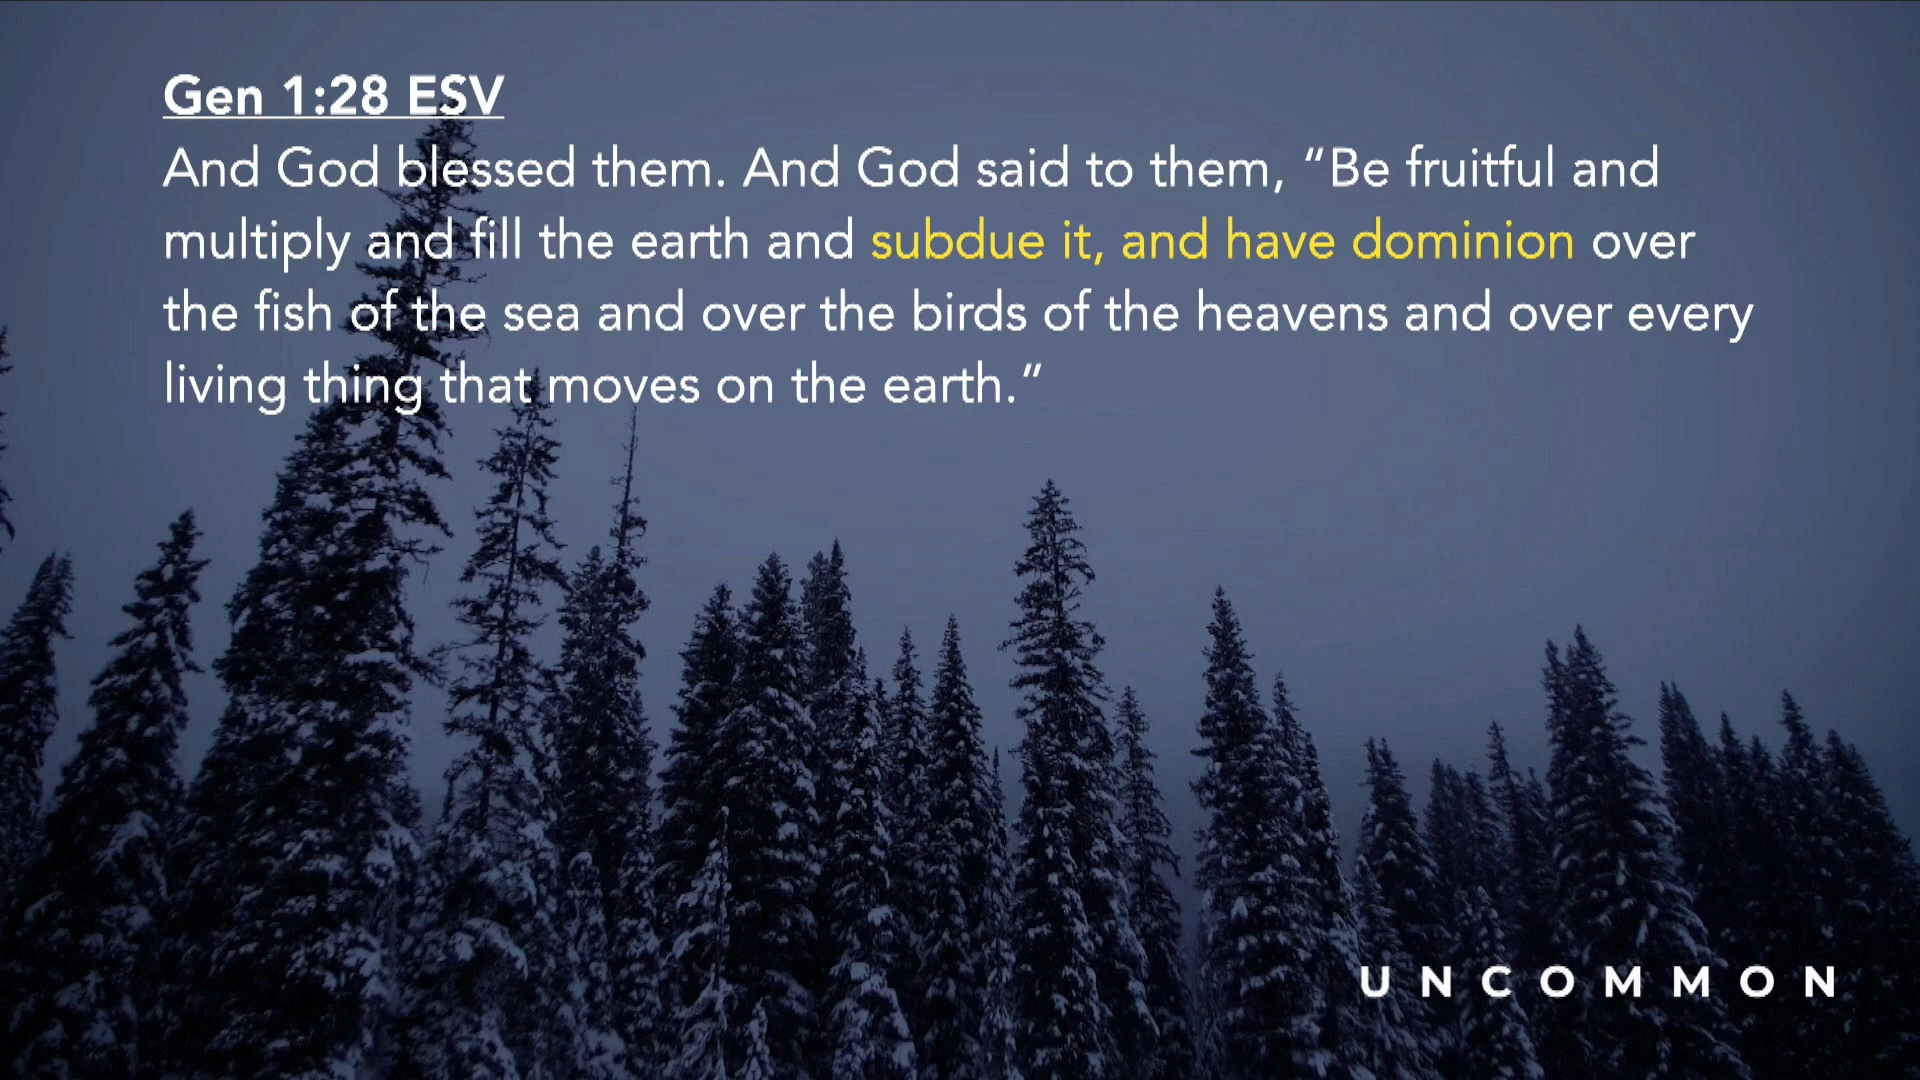 Gen 1:28 ESV
And God blessed them. And God said to them, “Be fruitful and
multiply and fill the earth and subdue it, and have dominion over
the fish of the sea and over the birds of the heavens and over every
living thing that moves on the earth.”
UNCOMMON